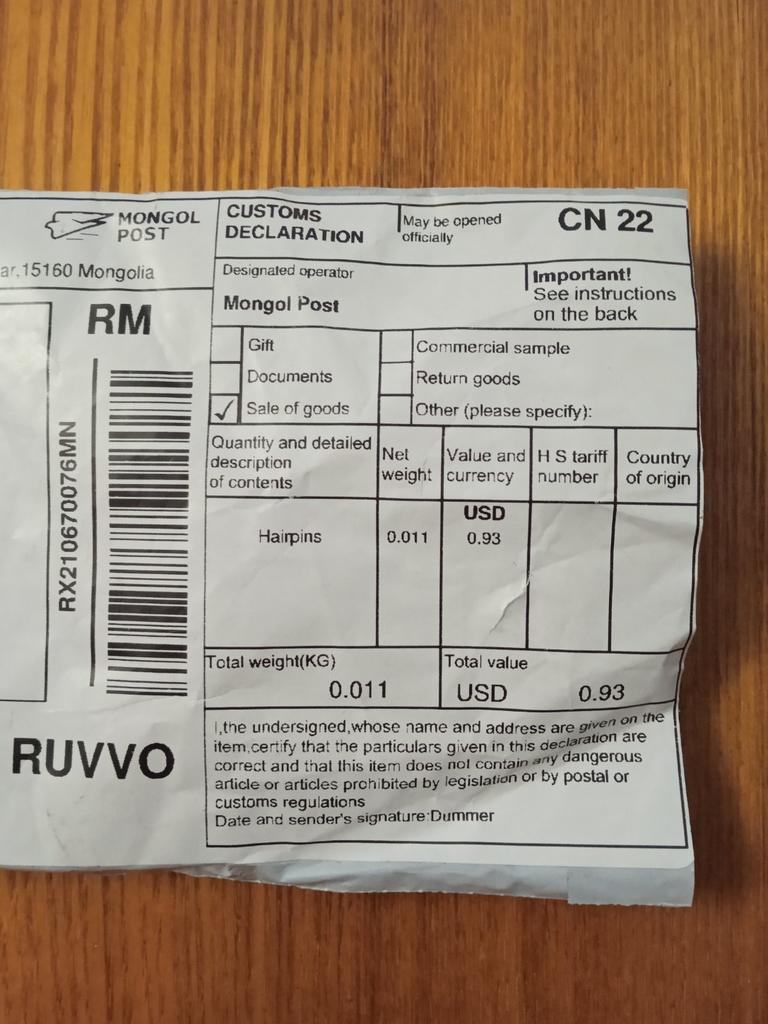 MONGOL
POST
ar,15160 Mongolia
RM
RX210670076MN
RUVVO
CUSTOMS
DECLARATION
May be opened
officially
CN 22
Designated operator
Mongol Post
Important!
See instructions
on the back
Gift
Commercial sample
Documents
Return goods
✓ Sale of goods
Other (please specify):
Quantity and detailed
description
of contents
Net
weight
Value and
currency
H S tariff
number
Country
of origin
USD
Hairpins 0.011 0.93
Total weight(KG)
0.011
Total value
USD 0.93
I,the undersigned,whose name and address are given on the
item,certify that the particulars given in this declaration are
correct and that this item does not contain any dangerous
article or articles prohibited by legislation or by postal or
customs regulations
Date and sender's signature:Dummer